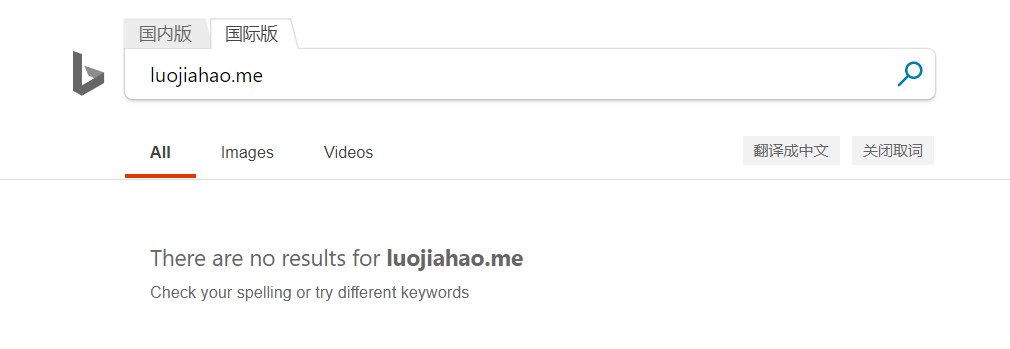 国内版 国际版
luojiahao.me
All Images Videos 翻译成中文 关闭取词
There are no results for luojiahao.me
Check your spelling or try different keywords